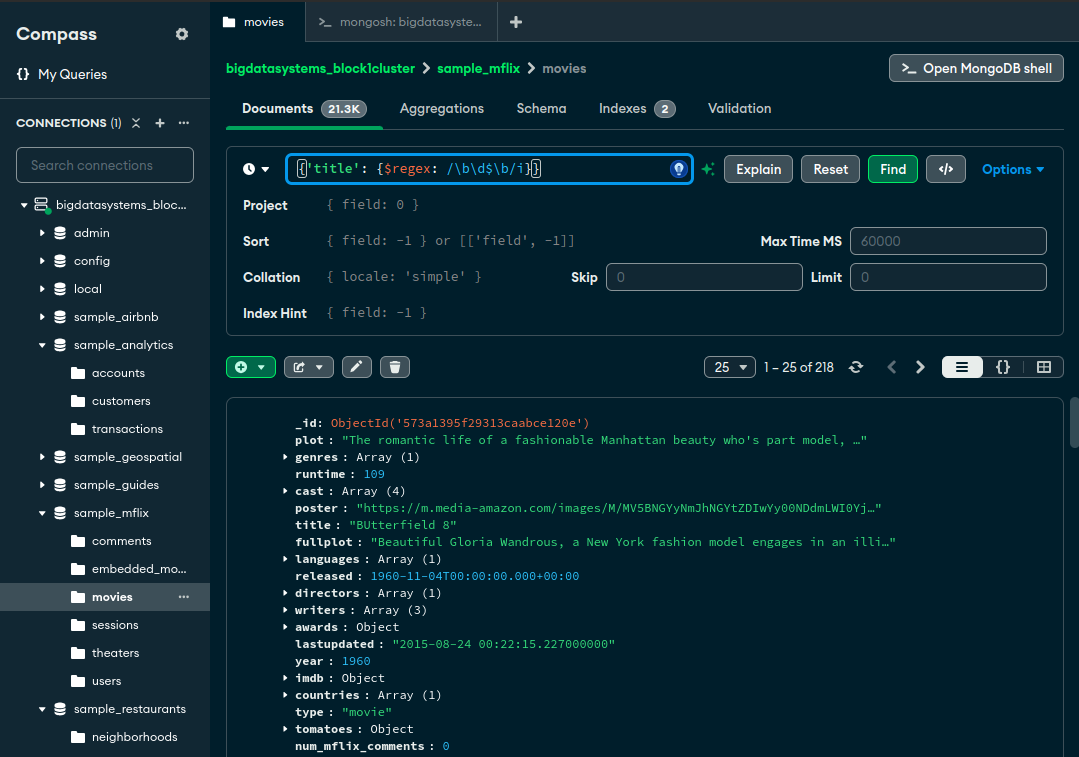 Compass
{} My Queries
CONNECTIONS (1)
Search connections
bigdatasystems_bloc...
admin
config
local
sample_airbnb
sample_analytics
accounts
customers
transactions
sample_geospatial
sample_guides
sample_mflix
comments
embedded_mo...
movies
sessions
theaters
users
sample_restaurants
neighborhoods
movies
>_ mongosh: bigdatasyste...
bigdatasystems_block1cluster > sample_mflix > movies
>_ Open MongoDB shell
Documents 21.3K Aggregations Schema Indexes 2 Validation
{'title': {$regex: /\b\d$\b/i}}
Explain Reset Find </> Options
Project { field: 0 }
Sort { field: -1 } or [['field', -1]] Max Time MS 60000
Collation { locale: 'simple' } Skip 0 Limit 0
Index Hint { field: -1 }
25 1 – 25 of 218 {}
_id: ObjectId('573a1395f29313caabce120e')
plot : "The romantic life of a fashionable Manhattan beauty who's part model, …"
genres : Array (1)
runtime : 109
cast : Array (4)
poster : "https://m.media-amazon.com/images/M/MV5BNGYyNmJhNGYtZDIwYy00NDdmLWI0Yj…"
title : "BUtterfield 8"
fullplot : "Beautiful Gloria Wandrous, a New York fashion model engages in an illi…"
languages : Array (1)
released : 1960-11-04T00:00:00.000+00:00
directors : Array (1)
writers : Array (3)
awards : Object
lastupdated : "2015-08-24 00:22:15.227000000"
year : 1960
imdb : Object
countries : Array (1)
type : "movie"
tomatoes : Object
num_mflix_comments : 0